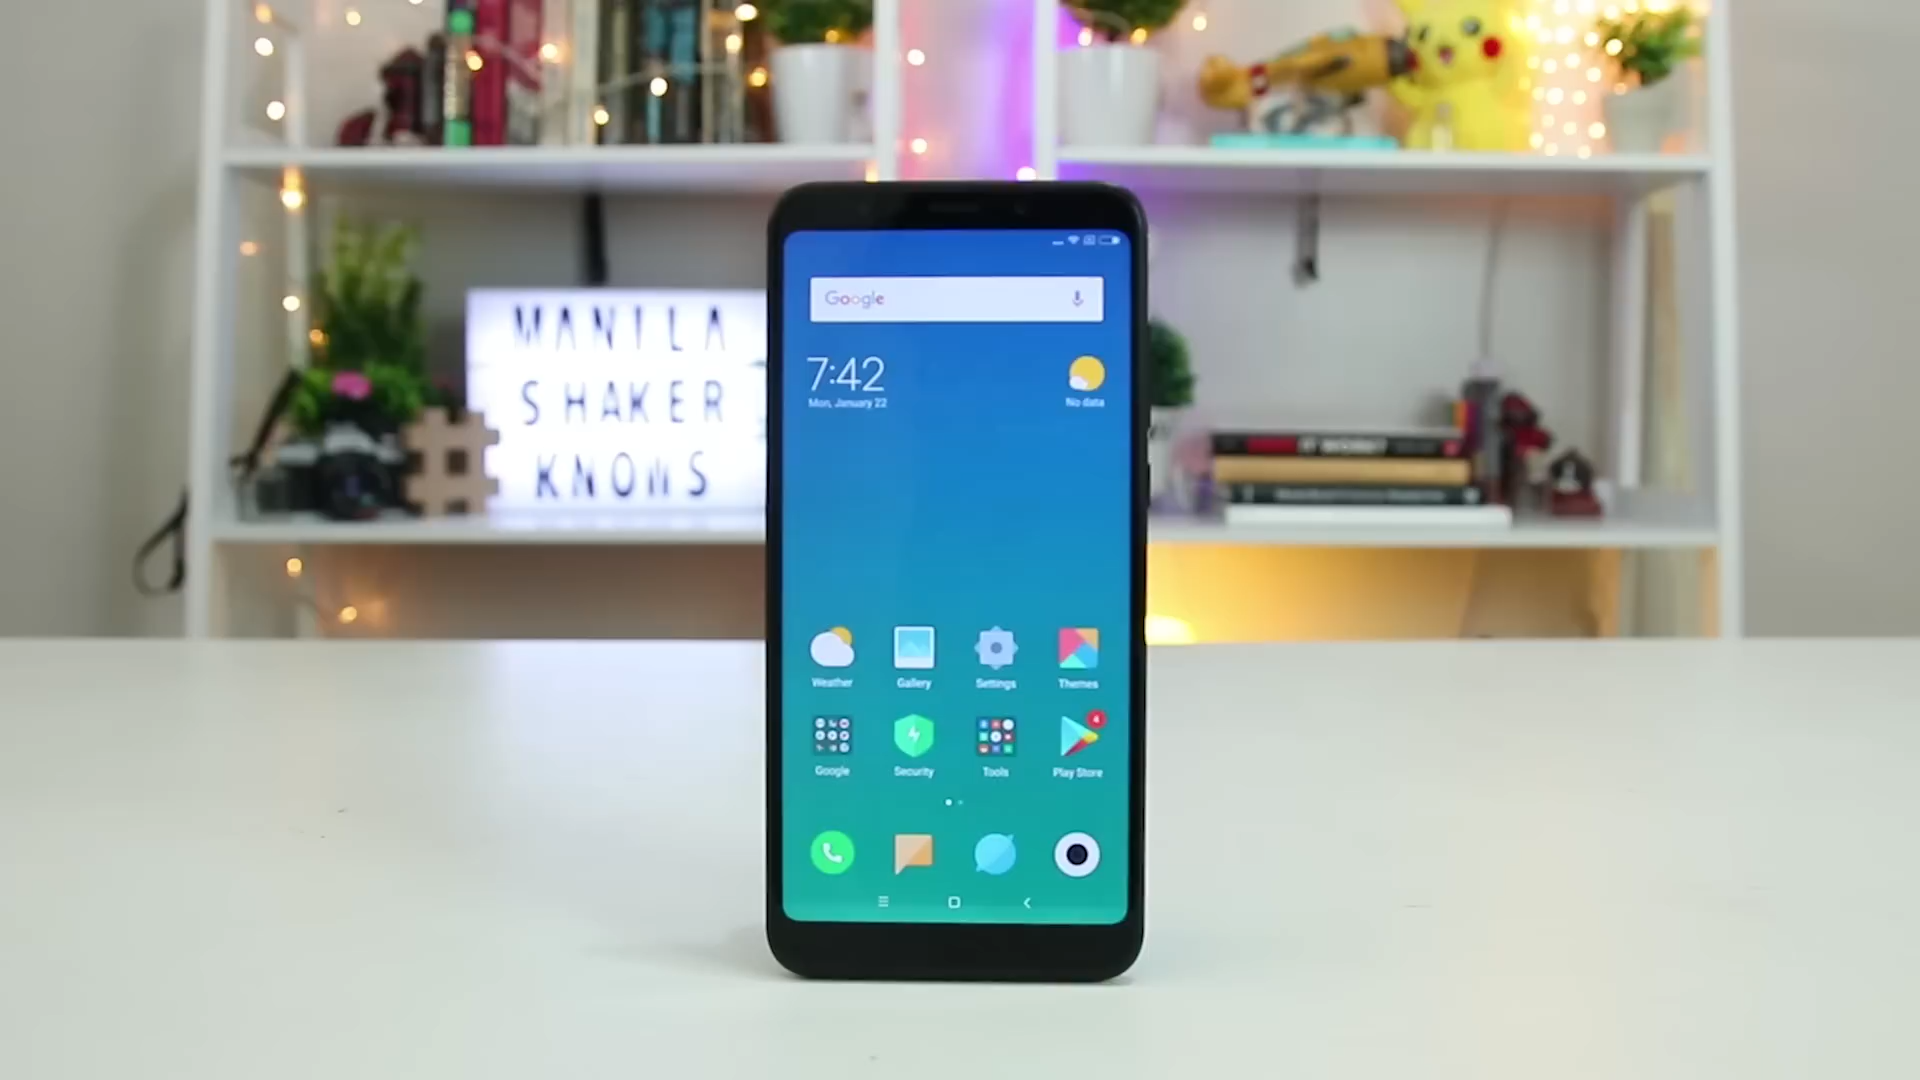 MANILA
SHAKER
KNOWS
Google
7:42
Mon, January 22
No data
Weather
Gallery
Settings
Themes
4
Google
Security
Tools
Play Store